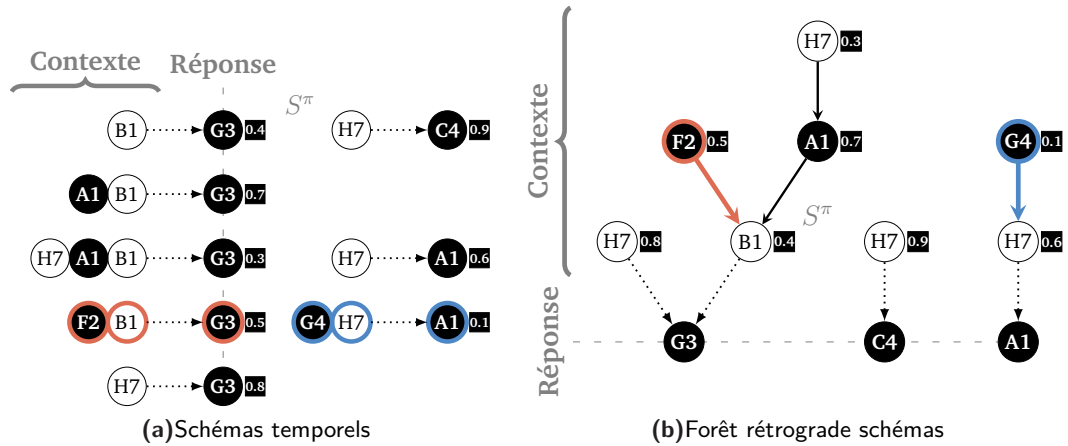 Contexte Réponse
S^π
B1 G3 0.4 H7 C4 0.9
A1 B1 G3 0.7
H7 A1 B1 G3 0.3 H7 A1 0.6
F2 B1 G3 0.5 G4 H7 A1 0.1
H7 G3 0.8
(a)Schémas temporels
Contexte
Réponse
H7 0.3
F2 0.5 A1 0.7 G4 0.1
S^π
H7 0.8 B1 0.4 H7 0.9 H7 0.6
G3 C4 A1
(b)Forêt rétrograde schémas